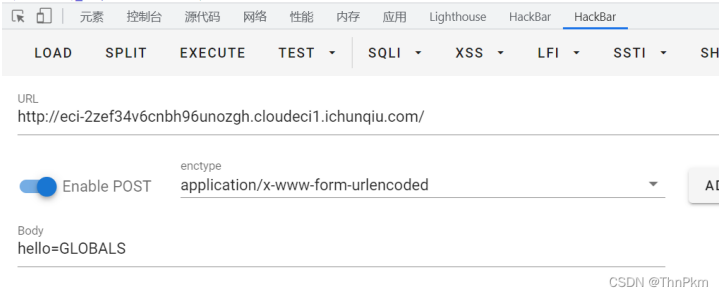 元素 控制台 源代码 网络 性能 内存 应用 Lighthouse HackBar HackBar
LOAD SPLIT EXECUTE TEST SQLI XSS LFI SSTI SH
URL
http://eci-2zef34v6cnbh96unozgh.cloudeci1.ichunqiu.com/
enctype
Enable POST application/x-www-form-urlencoded AD
Body
hello=GLOBALS
CSDN @ThnPkm